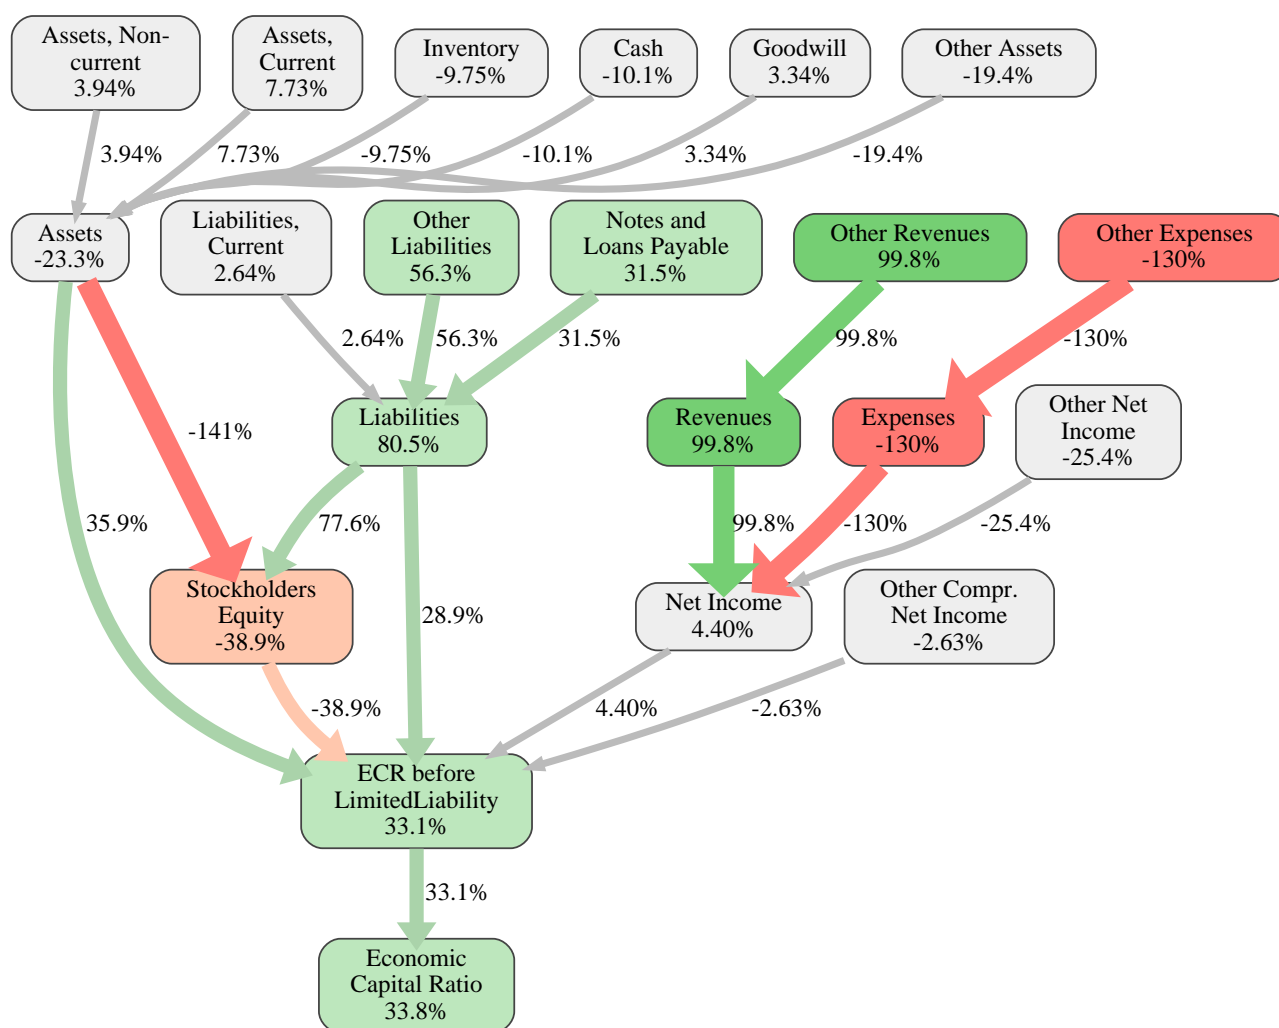 Assets, Non-
current
3.94%
Assets,
Current
7.73%
Inventory
-9.75%
Cash
-10.1%
Goodwill
3.34%
Other Assets
-19.4%
3.94%
7.73%
-9.75%
-10.1%
3.34%
-19.4%
Assets
-23.3%
Liabilities,
Current
2.64%
Other
Liabilities
56.3%
Notes and
Loans Payable
31.5%
Other Revenues
99.8%
Other Expenses
-130%
2.64%
56.3%
31.5%
99.8%
-130%
Liabilities
80.5%
Revenues
99.8%
Expenses
-130%
Other Net
Income
-25.4%
-141%
35.9%
77.6%
99.8%
-130%
-25.4%
Stockholders
Equity
-38.9%
28.9%
Net Income
4.40%
Other Compr.
Net Income
-2.63%
-38.9%
4.40%
-2.63%
ECR before
LimitedLiability
33.1%
33.1%
Economic
Capital Ratio
33.8%